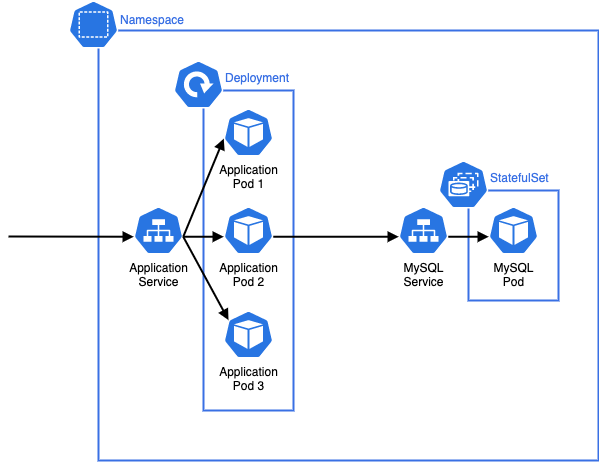 Namespace
Deployment
Application
Pod 1
StatefulSet
Application
Service
Application
Pod 2
MySQL
Service
MySQL
Pod
Application
Pod 3